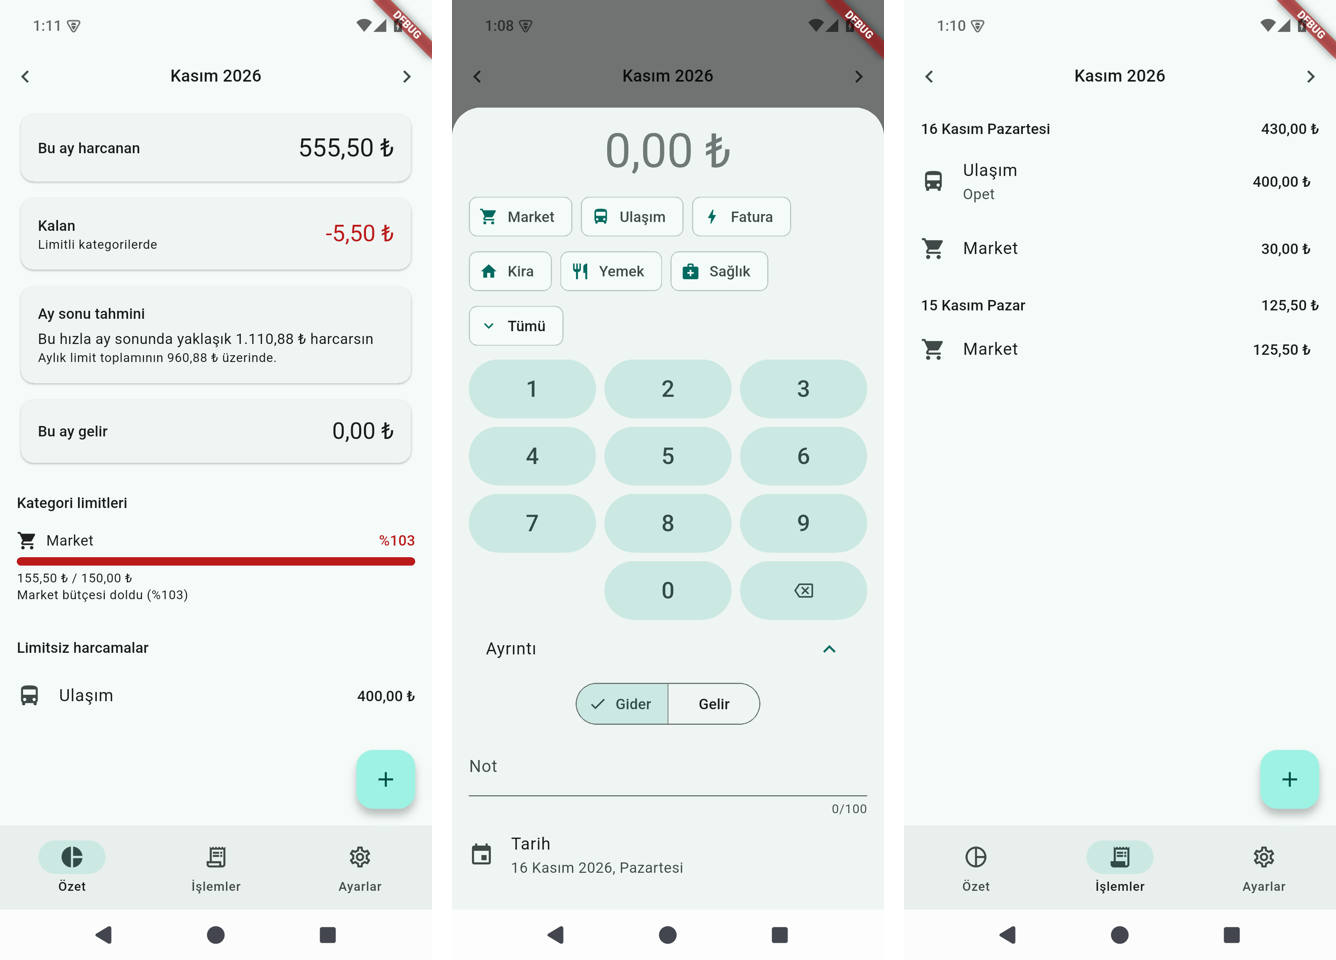 1:11
DEBUG
Kasım 2026
Bu ay harcanan
555,50 ₺
Kalan
Limitli kategorilerde
-5,50 ₺
Ay sonu tahmini
Bu hızla ay sonunda yaklaşık 1.110,88 ₺ harcarsın
Aylık limit toplamının 960,88 ₺ üzerinde.
Bu ay gelir
0,00 ₺
Kategori limitleri
Market
%103
155,50 ₺ / 150,00 ₺
Market bütçesi doldu (%103)
Limitsiz harcamalar
Ulaşım
400,00 ₺
+
Özet
İşlemler
Ayarlar
1:08
DEBUG
Kasım 2026
0,00 ₺
Market
Ulaşım
Fatura
Kira
Yemek
Sağlık
Tümü
1
2
3
4
5
6
7
8
9
0
Ayrıntı
Gider
Gelir
Not
0/100
Tarih
16 Kasım 2026, Pazartesi
1:10
DEBUG
Kasım 2026
16 Kasım Pazartesi
430,00 ₺
Ulaşım
Opet
400,00 ₺
Market
30,00 ₺
15 Kasım Pazar
125,50 ₺
Market
125,50 ₺
+
Özet
İşlemler
Ayarlar